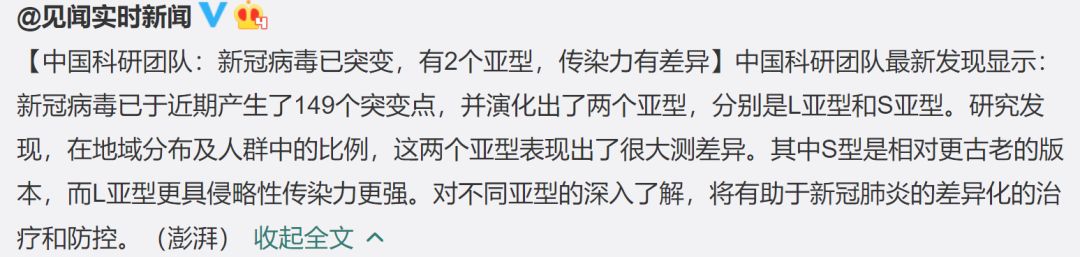 @见闻实时新闻 V 4
【中国科研团队：新冠病毒已突变，有2个亚型，传染力有差异】中国科研团队最新发现显示：
新冠病毒已于近期产生了149个突变点，并演化出了两个亚型，分别是L亚型和S亚型。研究发
现，在地域分布及人群中的比例，这两个亚型表现出了很大测差异。其中S型是相对更古老的版
本，而L亚型更具侵略性传染力更强。对不同亚型的深入了解，将有助于新冠肺炎的差异化的治
疗和防控。（澎湃） 收起全文